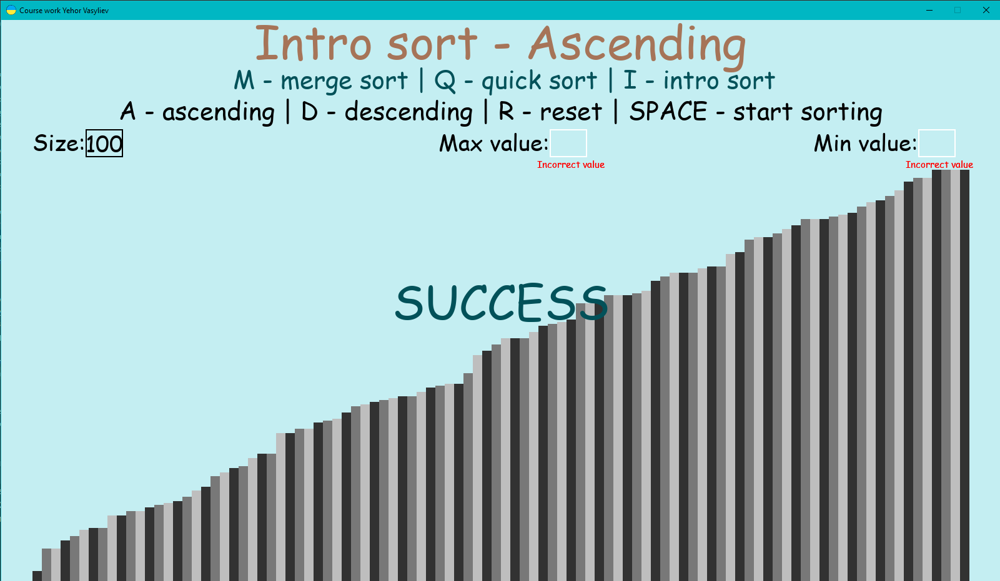 Course work Yehor Vasyliev
Intro sort - Ascending
M - merge sort | Q - quick sort | I - intro sort
A - ascending | D - descending | R - reset | SPACE - start sorting
Size: 100 Max value: Min value:
Incorrect value Incorrect value
SUCCESS